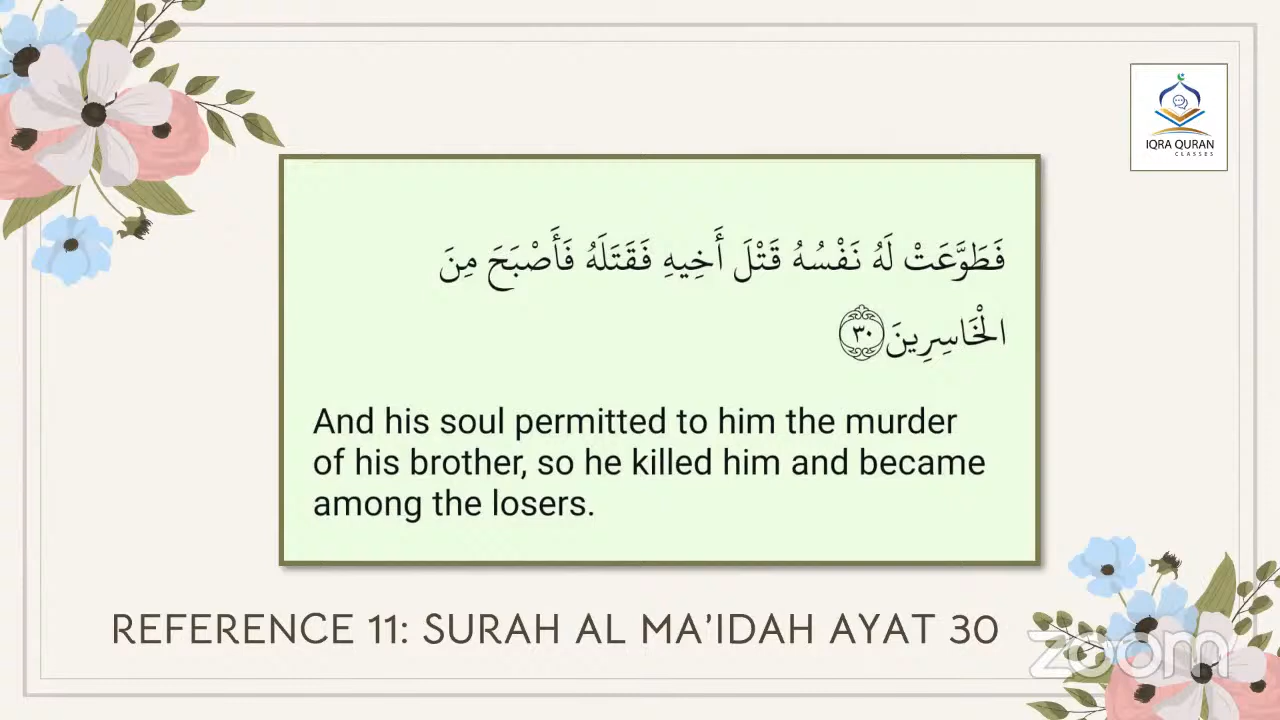 IQRA QURAN
CLASSES
فَطَوَّعَتْ لَهُ نَفْسُهُ قَتْلَ أَخِيهِ فَقَتَلَهُ فَأَصْبَحَ مِنَ
الْخَاسِرِينَ ٣٠
And his soul permitted to him the murder
of his brother, so he killed him and became
among the losers.
REFERENCE 11: SURAH AL MA’IDAH AYAT 30
zoom